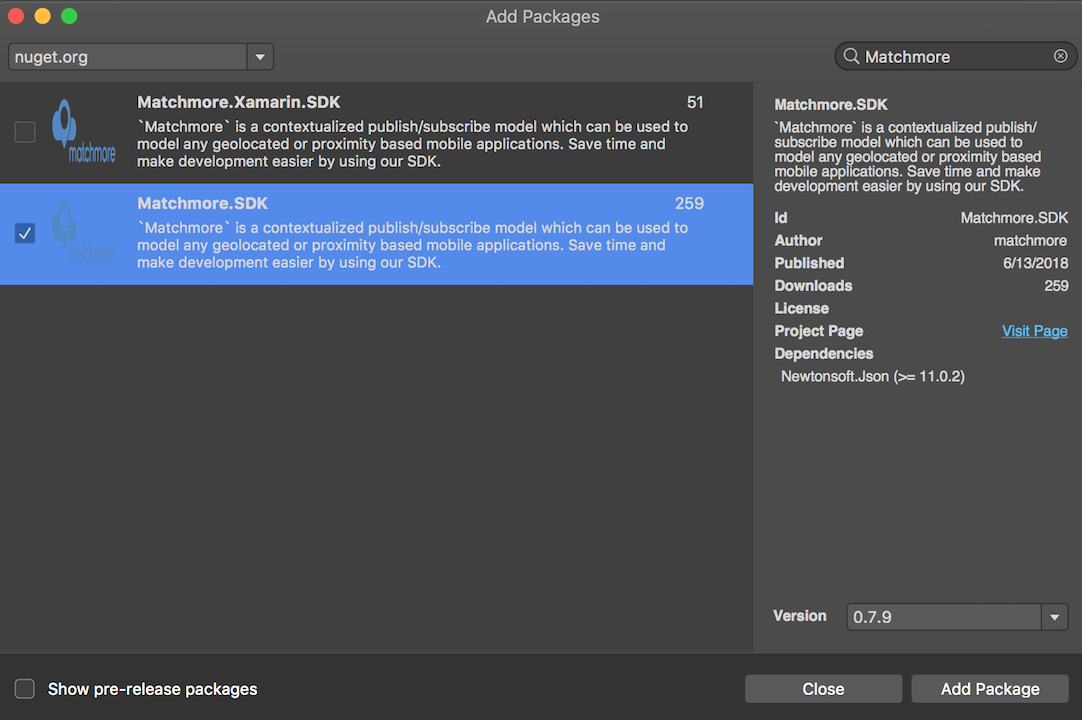 Add Packages
nuget.org
Matchmore
Matchmore.Xamarin.SDK
51
`Matchmore` is a contextualized publish/subscribe model which can be used to
model any geolocated or proximity based mobile applications. Save time and
make development easier by using our SDK.
matchmore
Matchmore.SDK
259
`Matchmore` is a contextualized publish/subscribe model which can be used to
model any geolocated or proximity based mobile applications. Save time and
make development easier by using our SDK.
matchmore
Matchmore.SDK
`Matchmore` is a contextualized publish/
subscribe model which can be used to
model any geolocated or proximity based
mobile applications. Save time and make
development easier by using our SDK.
Id Matchmore.SDK
Author matchmore
Published 6/13/2018
Downloads 259
License
Project Page Visit Page
Dependencies
Newtonsoft.Json (>= 11.0.2)
Version 0.7.9
Show pre-release packages
Close
Add Package